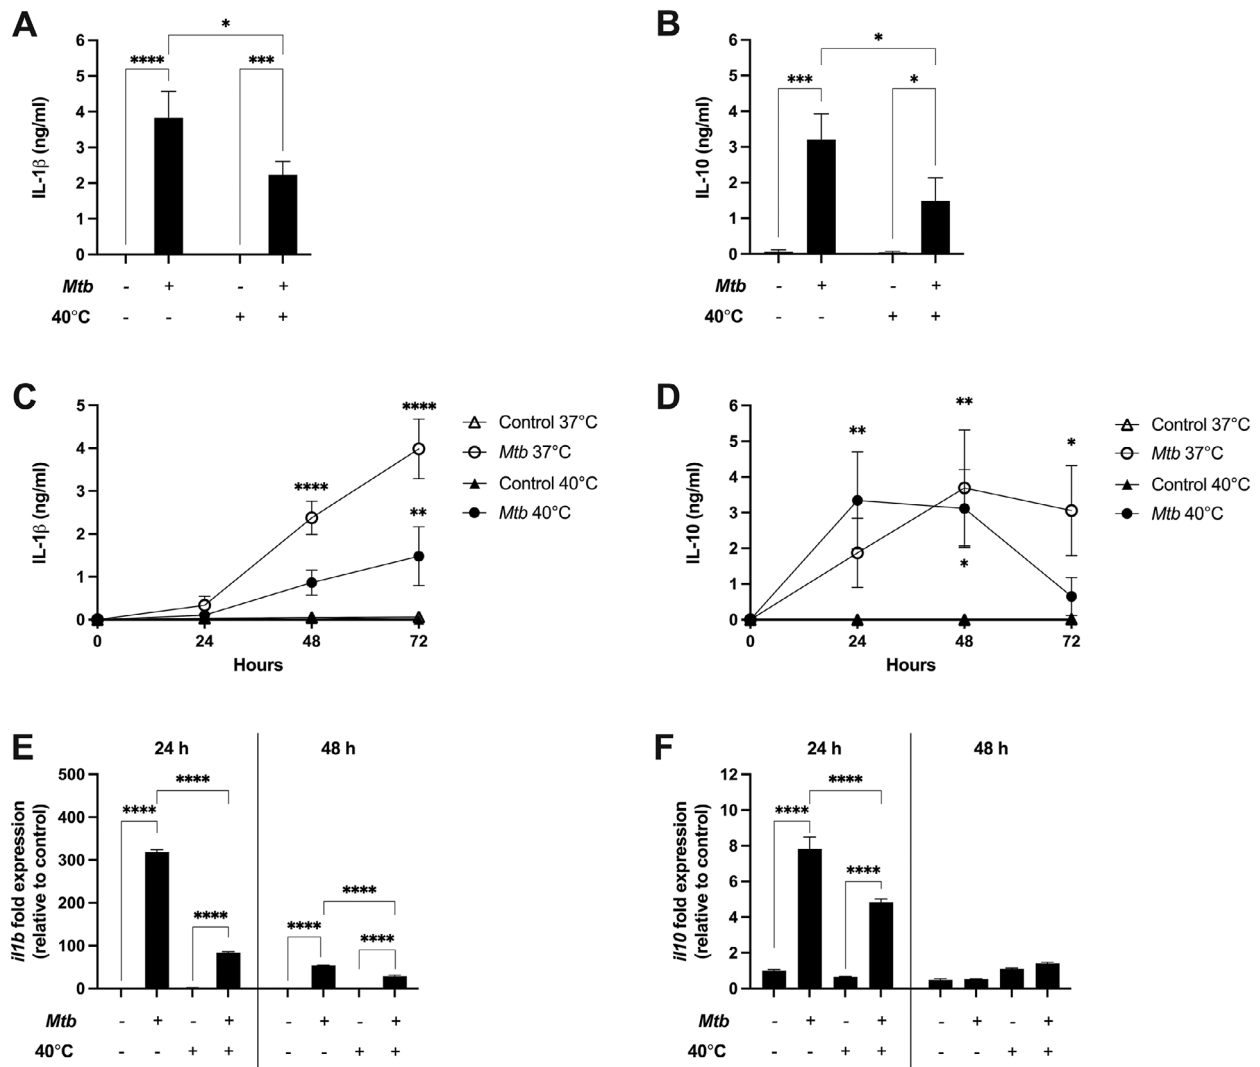 A
B
*
**** ***
6
5
4
3
2
1
0
IL-1β (ng/ml)
Mtb - + - +
40°C - - + +
*
*** *
6
5
4
3
2
1
0
IL-10 (ng/ml)
Mtb - + - +
40°C - - + +
C
D
5
4
3
2
1
0
IL-1β (ng/ml)
****
****
**
0 24 48 72
Hours
Control 37°C
Mtb 37°C
Control 40°C
Mtb 40°C
6
5
4
3
2
1
0
IL-10 (ng/ml)
**
**
*
*
0 24 48 72
Hours
Control 37°C
Mtb 37°C
Control 40°C
Mtb 40°C
E
F
24 h 48 h
500
400
300
200
100
0
il1b fold expression
(relative to control)
****
****
****
****
**** ****
Mtb - + - + - + - +
40°C - - + + - - + +
24 h 48 h
12
10
8
6
4
2
0
il10 fold expression
(relative to control)
****
****
****
Mtb - + - + - + - +
40°C - - + + - - + +